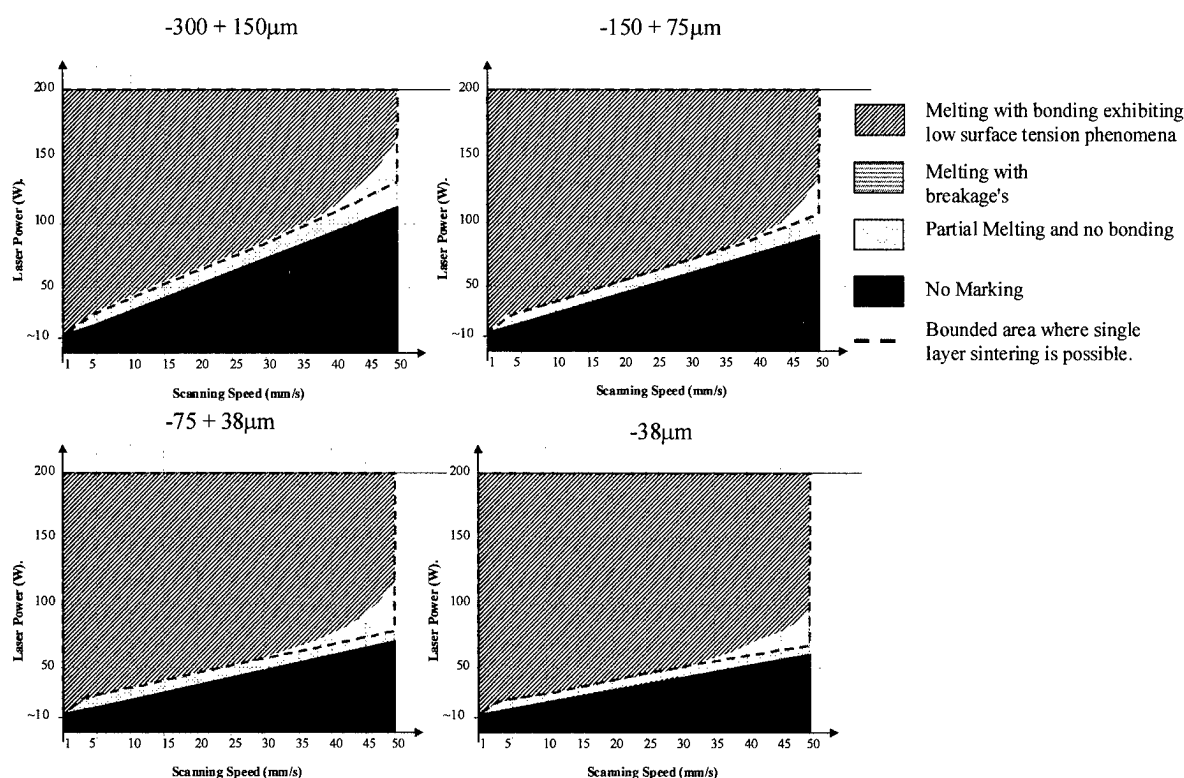 -300 + 150μm
200
150
100
50
~10
Laser Power (W).
1 5 10 15 20 25 30 35 40 45 50
Scanning Speed (mm/s)
-150 + 75μm
200
150
100
50
~10
Laser Power (W).
1 5 10 15 20 25 30 35 40 45 50
Scanning Speed (mm/s)
Melting with bonding exhibiting
low surface tension phenomena
Melting with
breakage's
Partial Melting and no bonding
No Marking
Bounded area where single
layer sintering is possible.
-75 + 38μm
200
150
100
50
~10
Laser Power (W).
1 5 10 15 20 25 30 35 40 45 50
Scanning Speed (mm/s)
-38μm
200
150
100
50
~10
Laser Power (W).
1 5 10 15 20 25 30 35 40 45 50
Scanning Speed (mm/s)